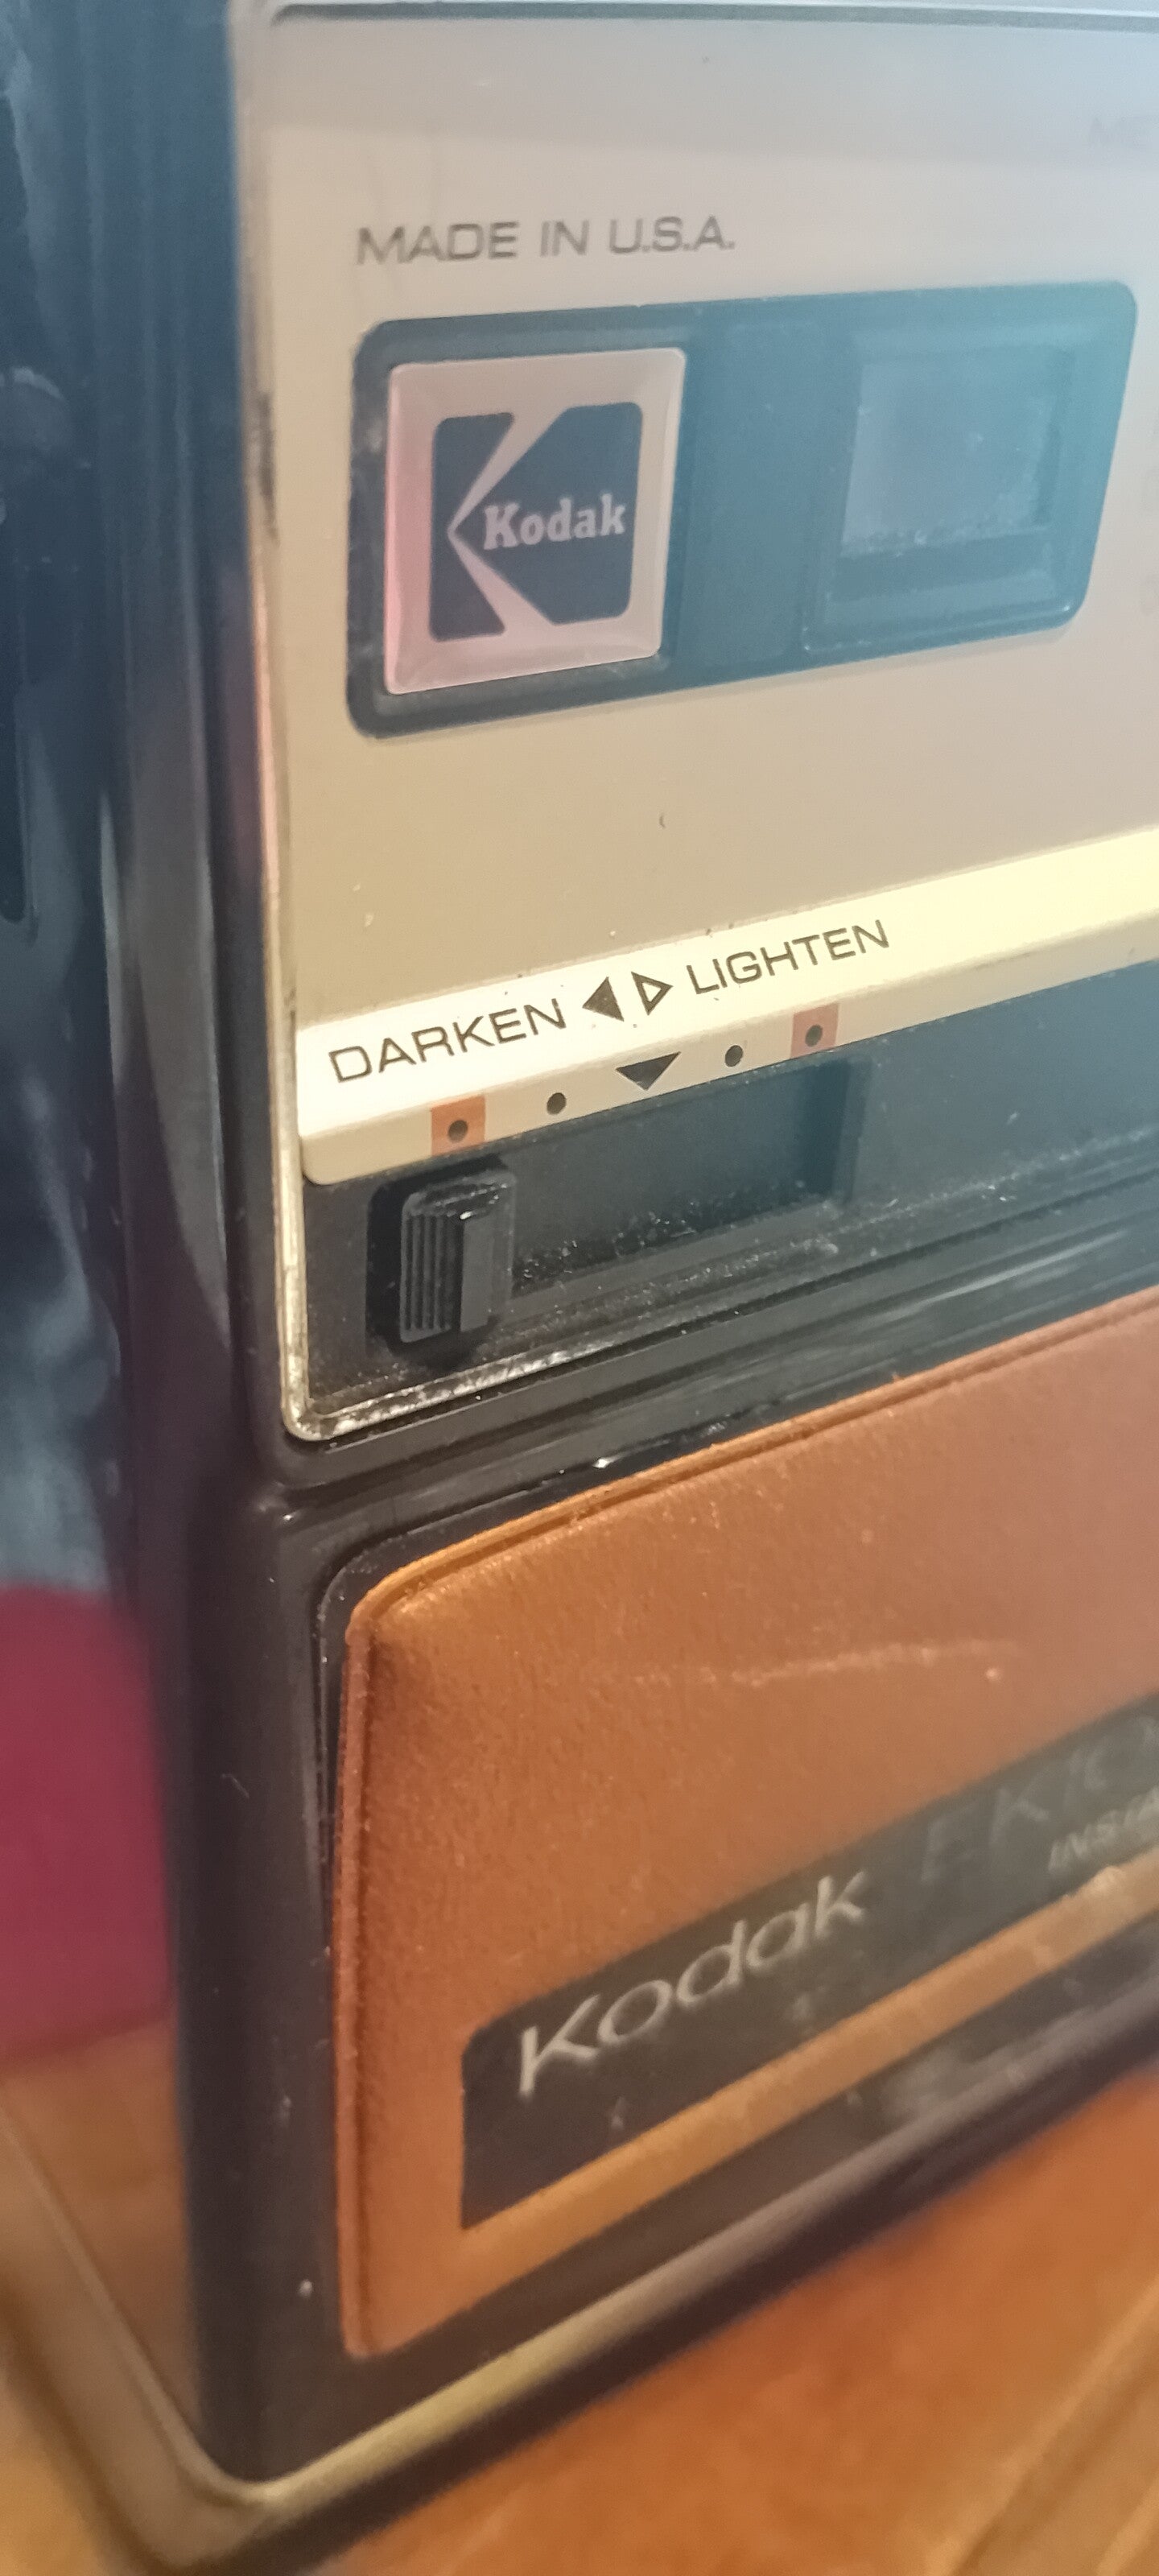 MADE IN U.S.A.
Kodak
DARKEN ◀ ▷ LIGHTEN
Kodak